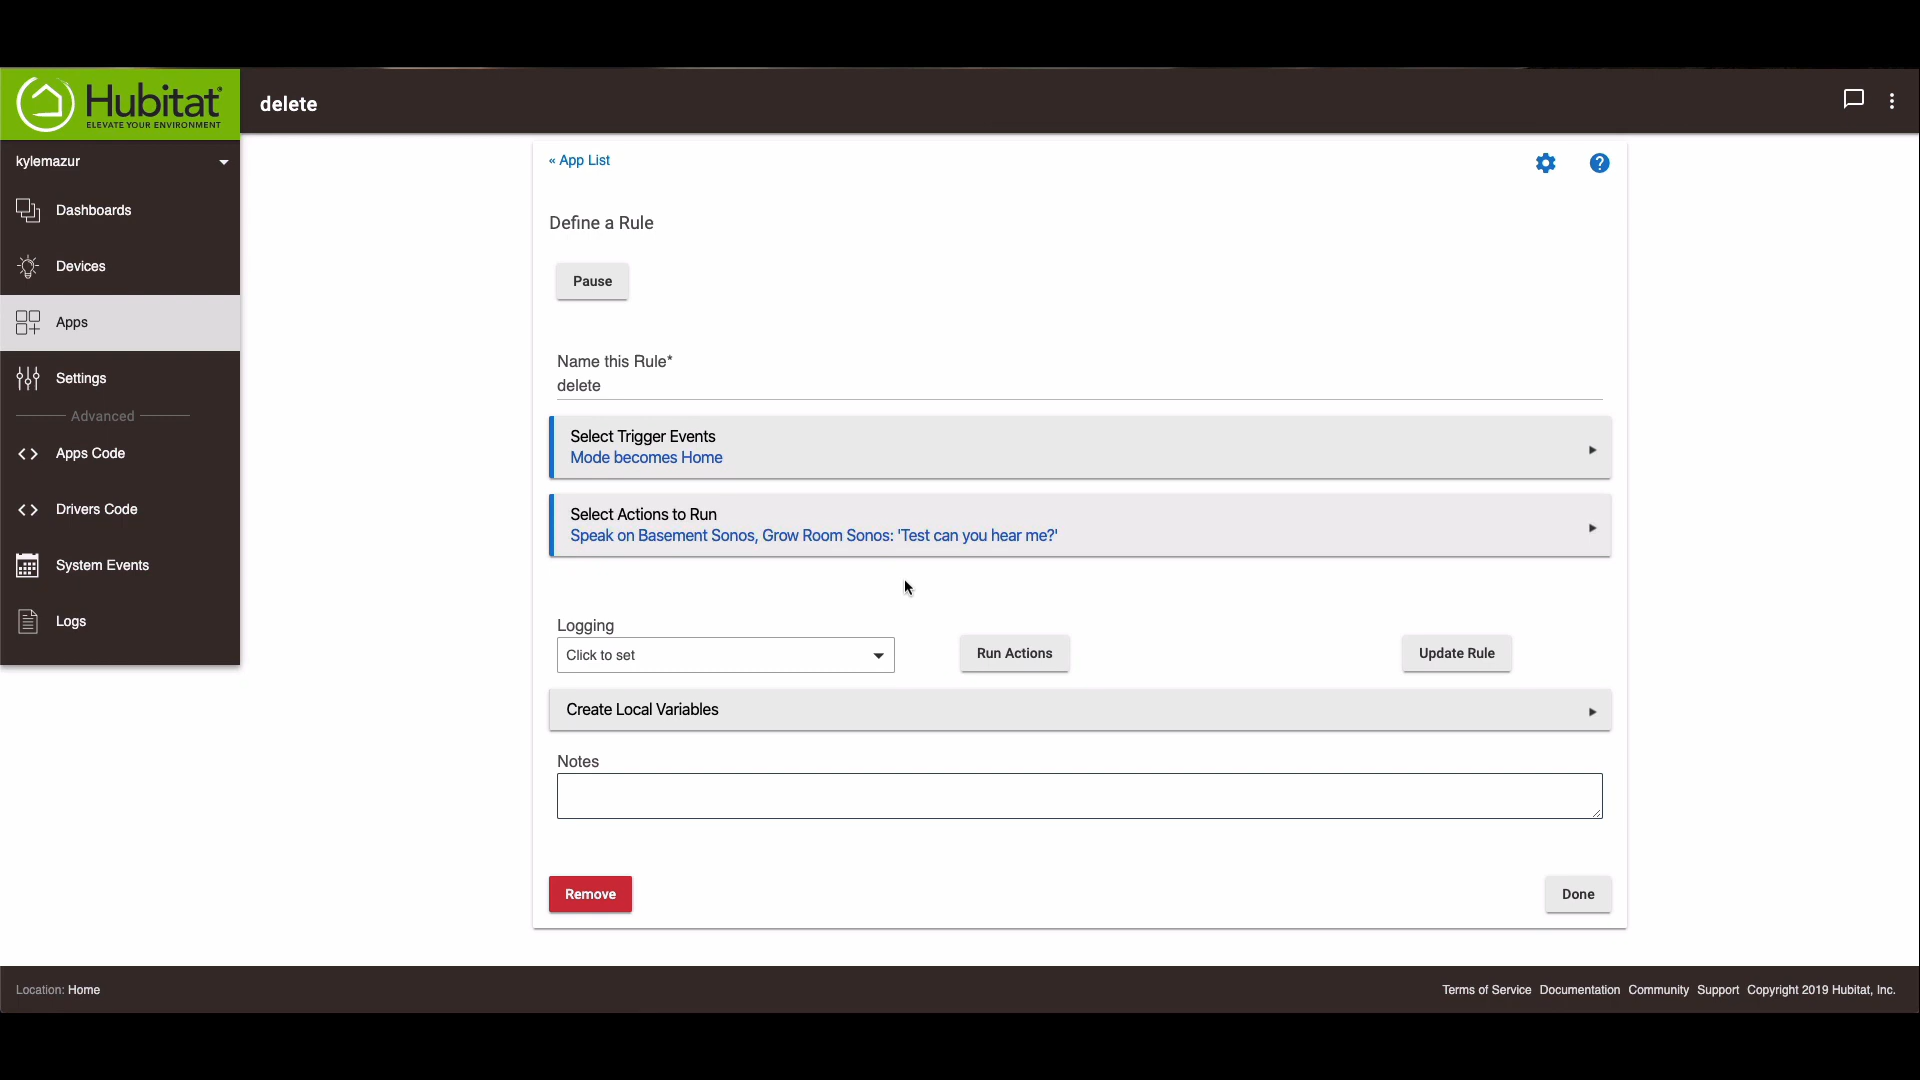 Hubitat®
ELEVATE YOUR ENVIRONMENT
delete
kylemazur
Dashboards
Devices
Apps
Settings
Advanced
Apps Code
Drivers Code
System Events
Logs
« App List
Define a Rule
Pause
Name this Rule*
delete
Select Trigger Events
Mode becomes Home
Select Actions to Run
Speak on Basement Sonos, Grow Room Sonos: 'Test can you hear me?'
Logging
Click to set
Run Actions
Update Rule
Create Local Variables
Notes
Remove
Done
Location: Home
Terms of Service Documentation Community Support Copyright 2019 Hubitat, Inc.